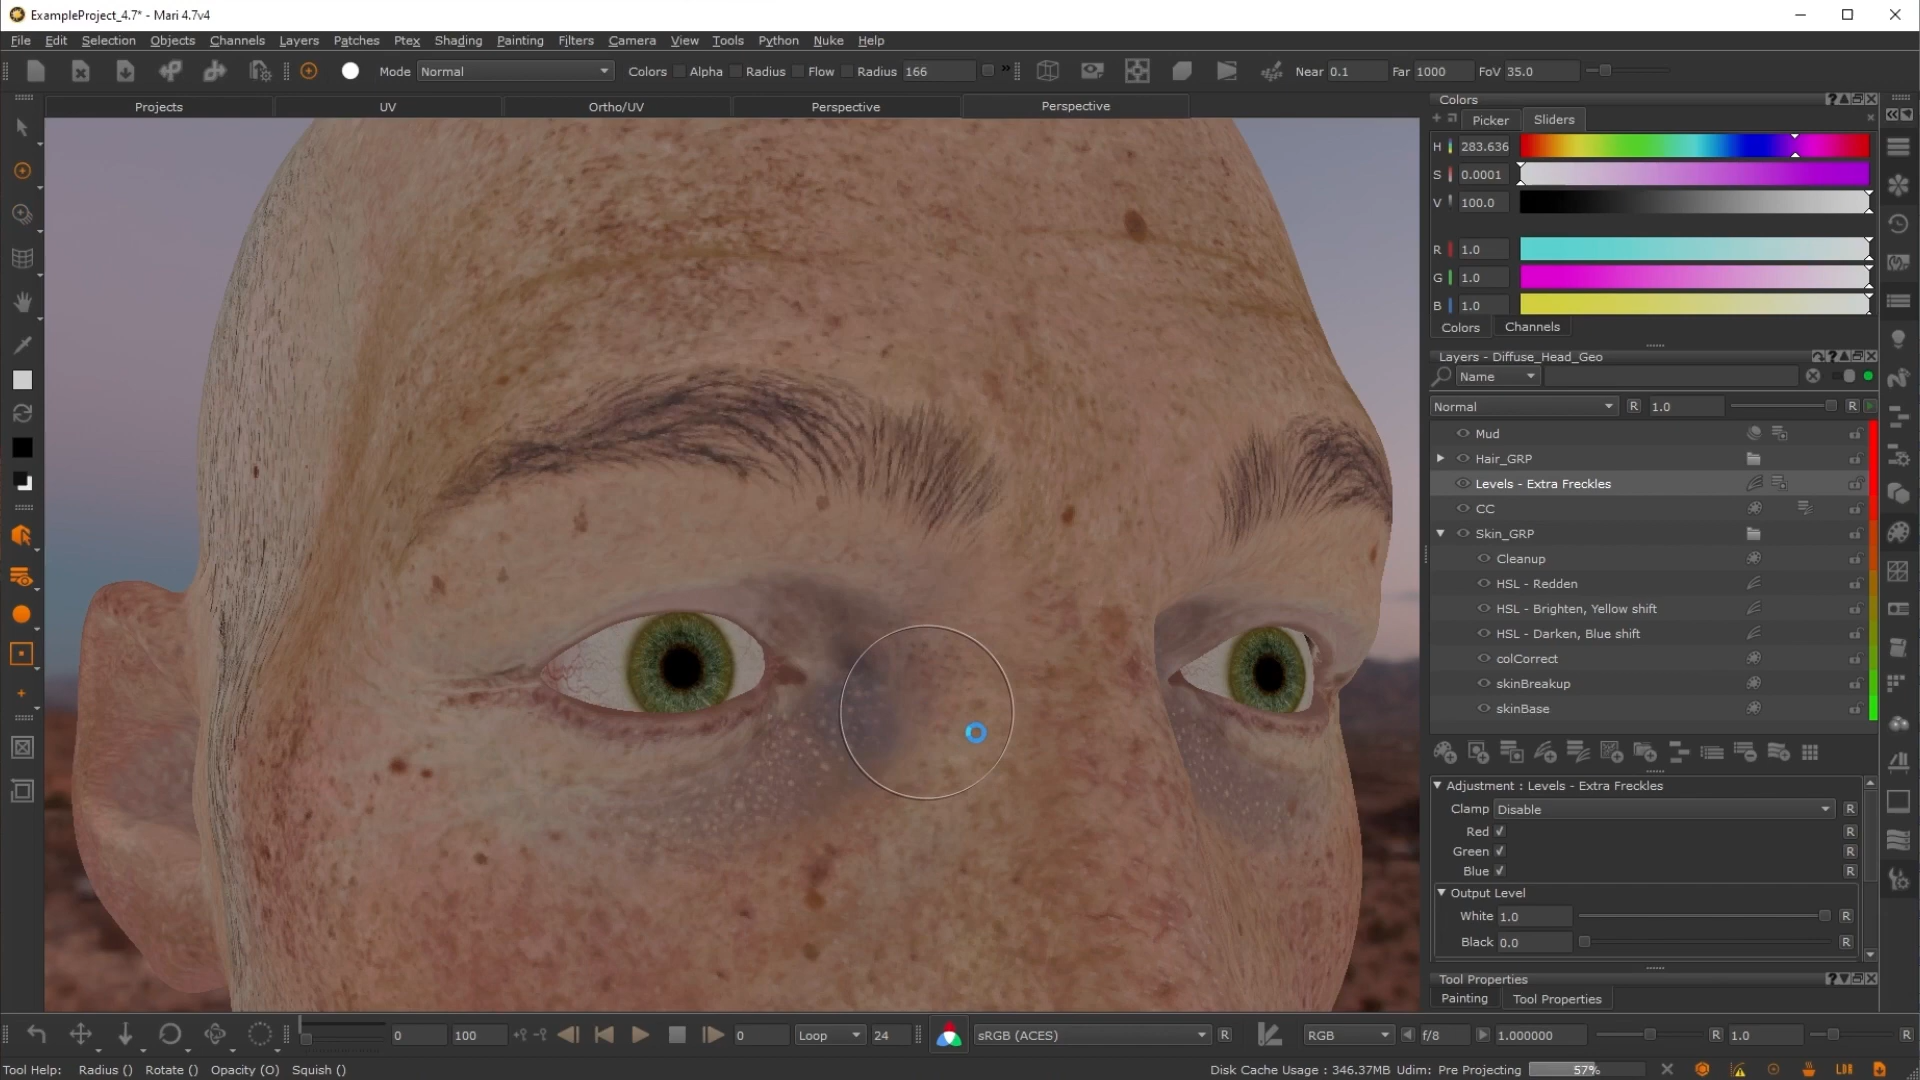 ExampleProject_4.7* - Mari 4.7v4
File Edit Selection Objects Channels Layers Patches Ptex Shading Painting Filters Camera View Tools Python Nuke Help
Mode Normal Colors Alpha Radius Flow Radius 166 » Near 0.1 Far 1000 FoV 35.0
Projects UV Ortho/UV Perspective Perspective
Colors
Picker Sliders
H 283.636
S 0.0001
V 100.0
R 1.0
G 1.0
B 1.0
Colors Channels
Layers - Diffuse_Head_Geo
Name
Normal R 1.0 R
Mud
Hair_GRP
Levels - Extra Freckles
CC
Skin_GRP
Cleanup
HSL - Redden
HSL - Brighten, Yellow shift
HSL - Darken, Blue shift
colCorrect
skinBreakup
skinBase
Adjustment : Levels - Extra Freckles
Clamp Disable R
Red R
Green R
Blue R
Output Level
White 1.0 R
Black 0.0 R
Tool Properties
Painting Tool Properties
0 100 0 Loop 24 sRGB (ACES) R RGB f/8 1.000000 R 1.0 R
Tool Help: Radius () Rotate () Opacity (O) Squish () Disk Cache Usage : 346.37MB Udim: Pre Projecting 57%